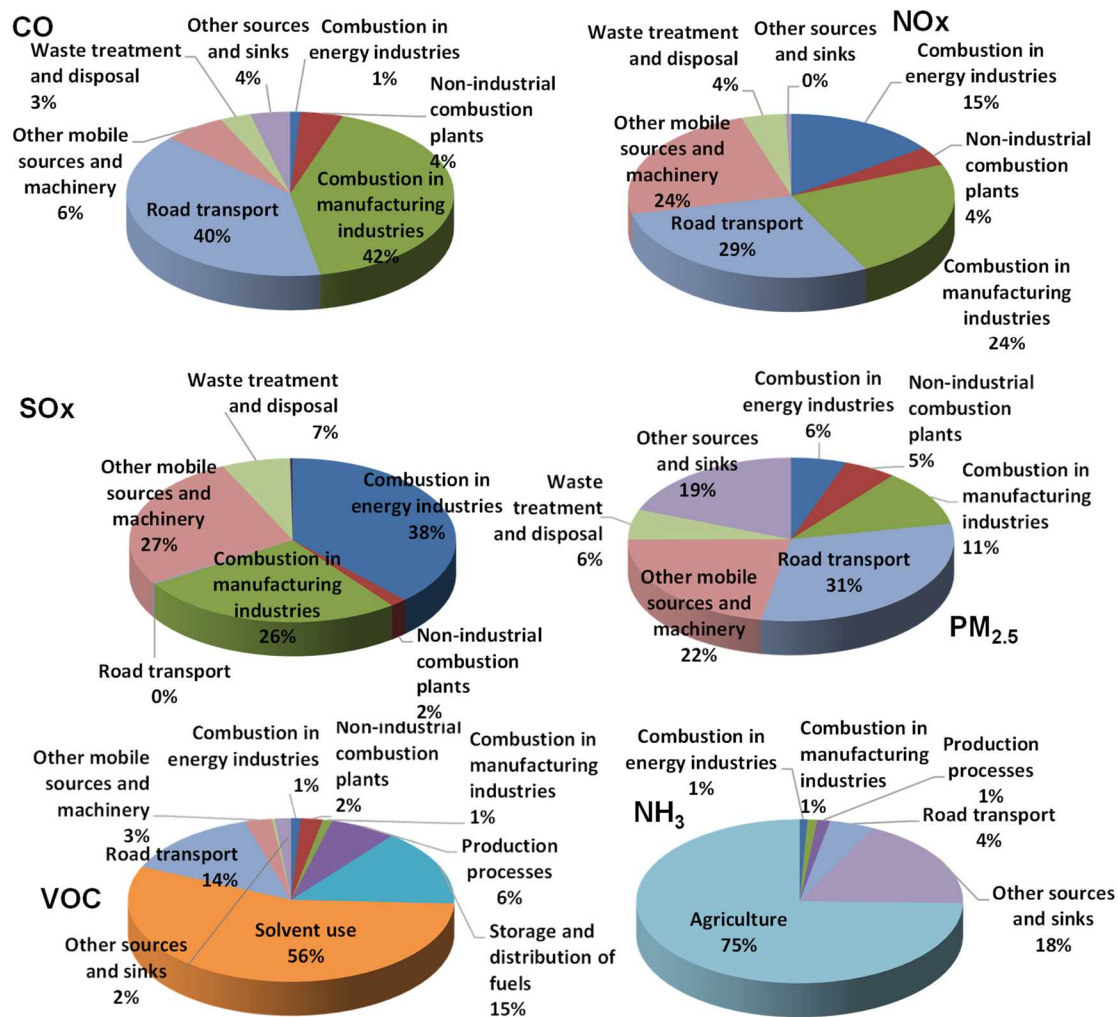 CO
Other sources
and sinks
4%
Combustion in
energy industries
1%
Waste treatment
and disposal
3%
Non-industrial
combustion
plants
4%
Other mobile
sources and
machinery
6%
Road transport
40%
Combustion in
manufacturing
industries
42%
NOx
Waste treatment
and disposal
4%
Other sources
and sinks
0%
Combustion in
energy industries
15%
Other mobile
sources and
machinery
24%
Non-industrial
combustion
plants
4%
Road transport
29%
Combustion in
manufacturing
industries
24%
SOx
Waste treatment
and disposal
7%
Other mobile
sources and
machinery
27%
Combustion in
energy industries
38%
Combustion in
manufacturing
industries
26%
Road transport
0%
Non-industrial
combustion
plants
2%
Combustion in
energy industries
6%
Non-industrial
combustion
plants
5%
Other sources
and sinks
19%
Combustion in
manufacturing
industries
11%
Waste
treatment
and disposal
6%
Road transport
31%
Other mobile
sources and
machinery
22%
PM2.5
Combustion in
energy industries
1%
Non-industrial
combustion
plants
2%
Combustion in
manufacturing
industries
1%
Other mobile
sources and
machinery
3%
Road transport
14%
Production
processes
6%
VOC
Solvent use
56%
Other sources
and sinks
2%
Storage and
distribution of
fuels
15%
Combustion in
energy industries
1%
Combustion in
manufacturing
industries
1%
Production
processes
1%
NH3
Road transport
4%
Agriculture
75%
Other sources
and sinks
18%